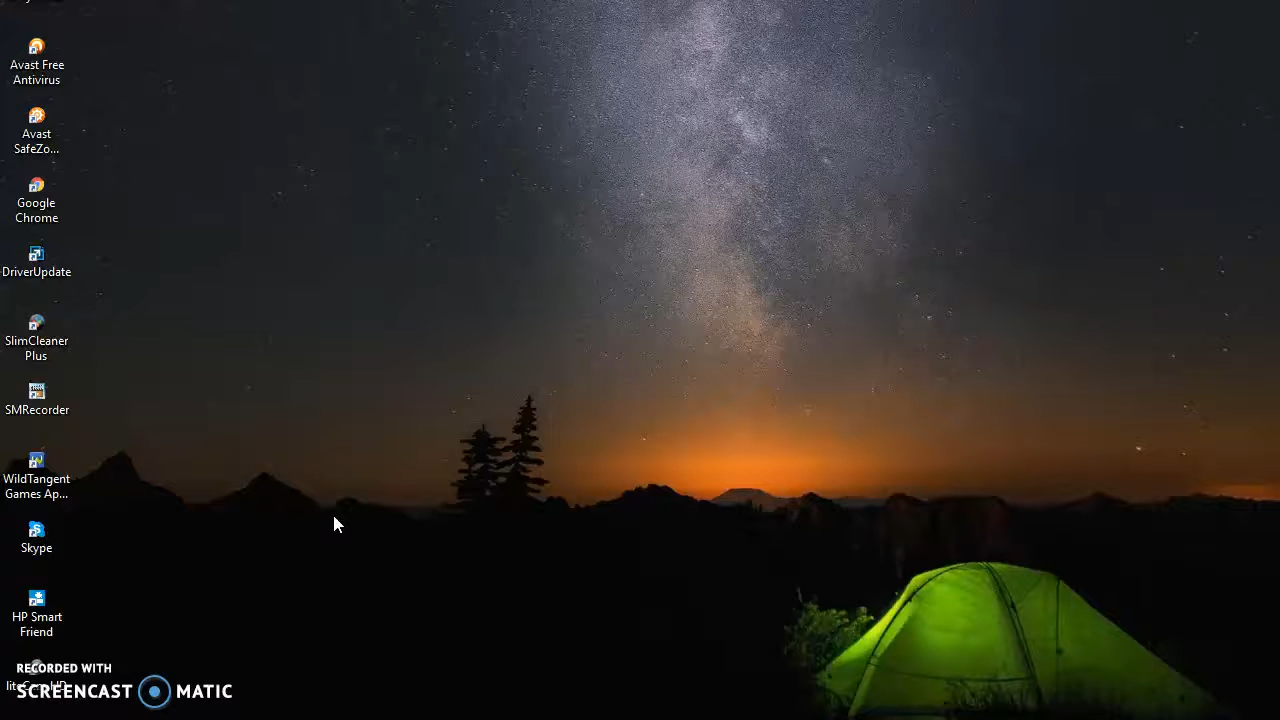 Avast Free
Antivirus
Avast
SafeZo...
Google
Chrome
DriverUpdate
SlimCleaner
Plus
SMRecorder
WildTangent
Games Ap...
Skype
HP Smart
Friend
RECORDED WITH
SCREENCAST MATIC